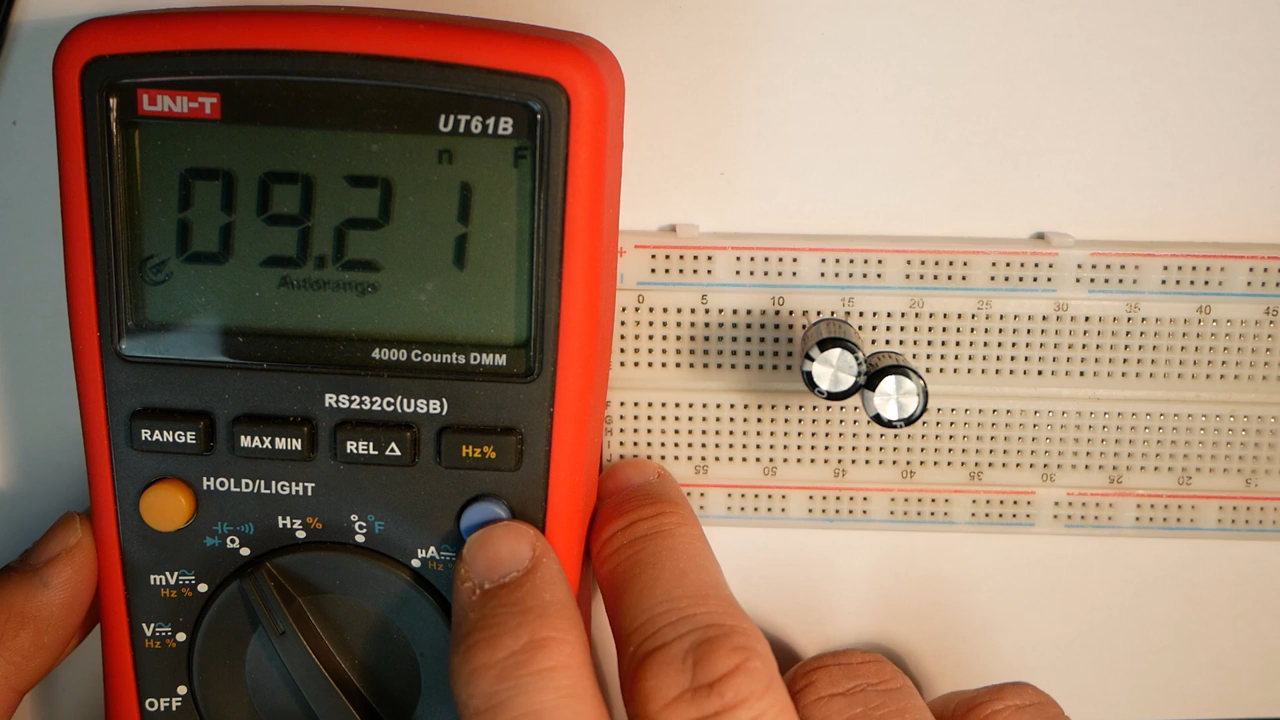 UNI-T
UT61B
n F
09.21
Autorange
4000 Counts DMM
RS232C(USB)
RANGE
MAX MIN
REL Δ
Hz%
HOLD/LIGHT
Ω
Hz %
°C°F
µA
Hz
mV
Hz %
V
Hz %
OFF
+
0 5 10 15 20 25 30 35 40 45
F
G
H
I
J
55 50 45 40 35 30 25 20 15